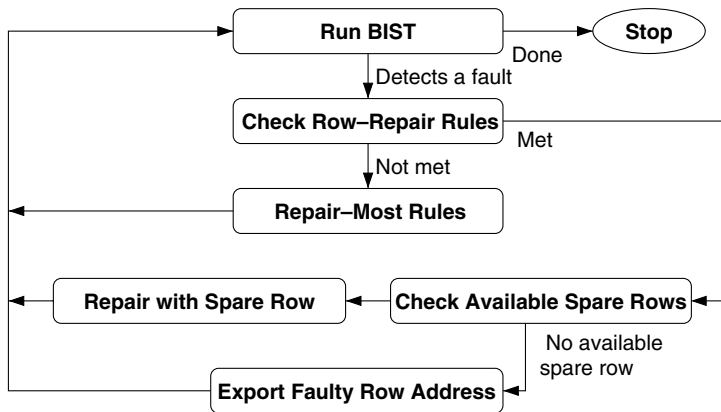 Run BIST
Stop
Done
Detects a fault
Check Row–Repair Rules
Met
Not met
Repair–Most Rules
Repair with Spare Row
Check Available Spare Rows
No available
spare row
Export Faulty Row Address